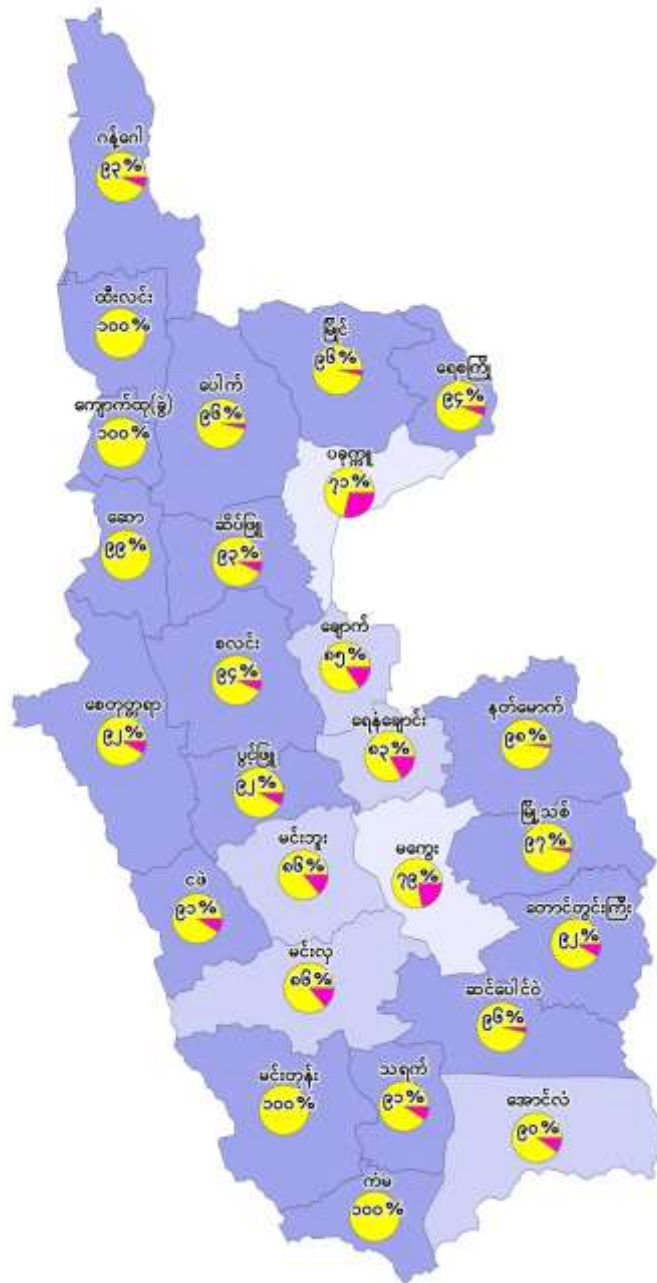 ဂန့်ဂေါ
၉၃%
ထီးလင်း
၁၀၀%
မြိုင်
၉၆%
ရေစကြို
၉၄%
ပေါက်
၉၆%
ကျောက်ထု(ခွဲ)
၁၀၀%
ပခုက္ကူ
၇၁%
ဆော
၉၉%
ဆိပ်ဖြူ
၉၃%
ချောက်
၈၅%
စလင်း
၉၄%
စေတုတ္တရာ
၉၂%
ရေနံချောင်း
၈၃%
နတ်မောက်
၉၈%
ပွင့်ဖြူ
၉၂%
မြို့သစ်
၉၇%
မင်းဘူး
၈၆%
မကွေး
၇၉%
ငဖဲ
၉၁%
တောင်တွင်းကြီး
၉၂%
မင်းလှ
၈၆%
ဆင်ပေါင်ဝဲ
၉၆%
မင်းတုန်း
၁၀၀%
သရက်
၉၁%
အောင်လံ
၉၀%
ကံမ
၁၀၀%